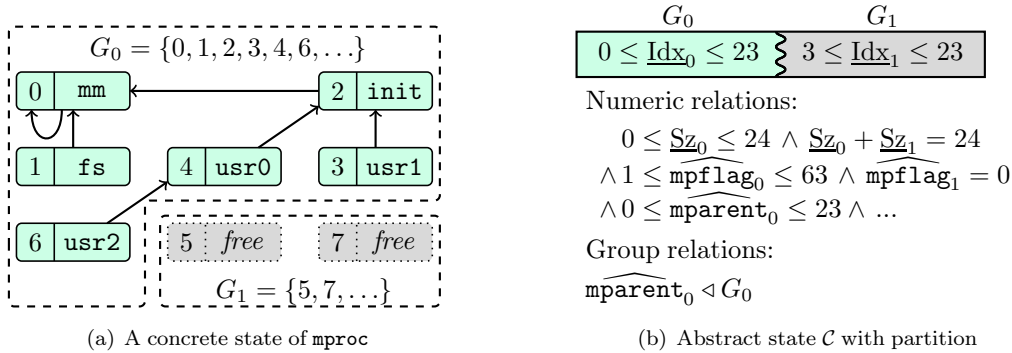 G₀ = {0, 1, 2, 3, 4, 6, …}
0 mm
2 init
1 fs
4 usr0
3 usr1
6 usr2
5 free
7 free
G₁ = {5, 7, …}
(a) A concrete state of mproc
G₀ G₁
0 ≤ Idx₀ ≤ 23 3 ≤ Idx₁ ≤ 23
Numeric relations:
0 ≤ Sz₀ ≤ 24 ∧ Sz₀ + Sz₁ = 24
∧ 1 ≤ mpflag₀ ≤ 63 ∧ mpflag₁ = 0
∧ 0 ≤ mparent₀ ≤ 23 ∧ ...
Group relations:
mparent₀ ◁ G₀
(b) Abstract state C with partition